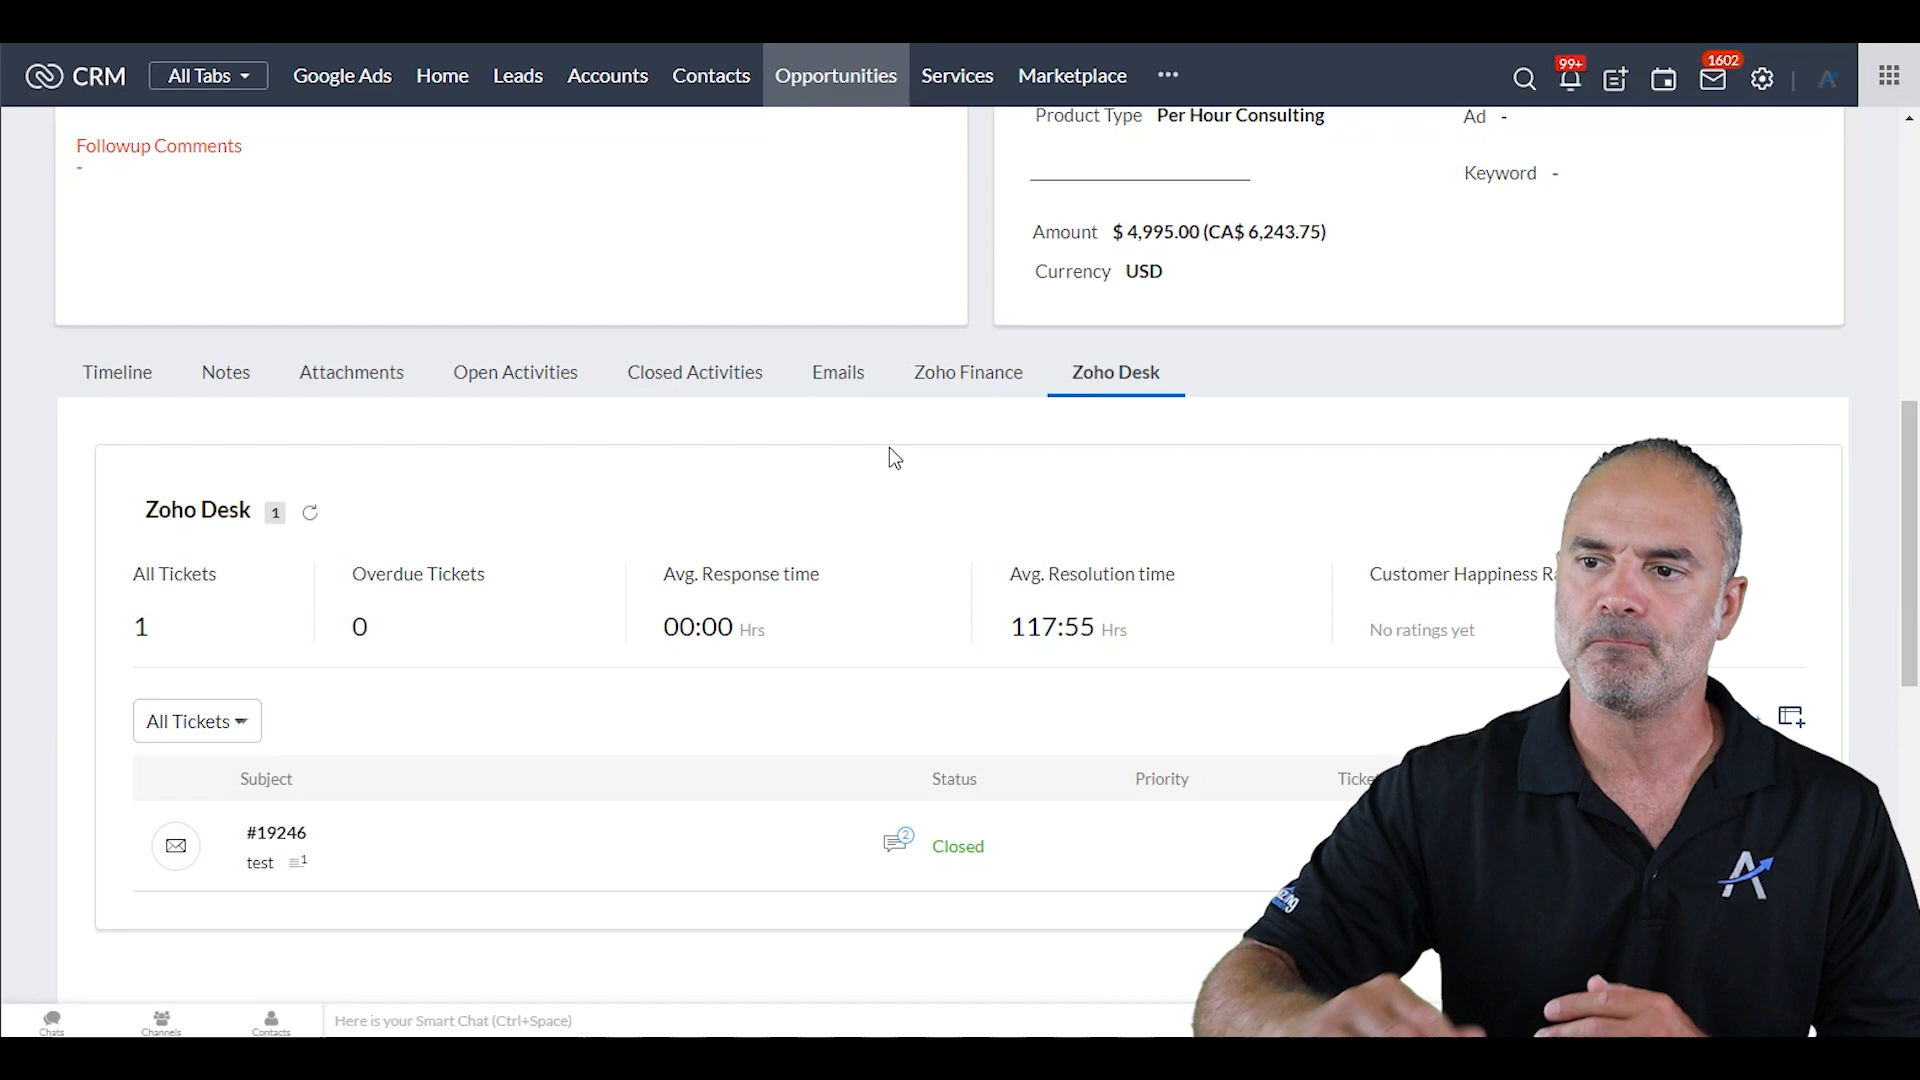 CRM
All Tabs
Google Ads
Home
Leads
Accounts
Contacts
Opportunities
Services
Marketplace
...
99+
1602
Followup Comments
-
Product Type Per Hour Consulting
Ad -
Keyword -
Amount $ 4,995.00 (CA$ 6,243.75)
Currency USD
Timeline
Notes
Attachments
Open Activities
Closed Activities
Emails
Zoho Finance
Zoho Desk
Zoho Desk 1
All Tickets
Overdue Tickets
Avg. Response time
Avg. Resolution time
Customer Happiness
1
0
00:00 Hrs
117:55 Hrs
No ratings yet
All Tickets
Subject
Status
Priority
#19246
test 1
2
Closed
Chats
Channels
Contacts
Here is your Smart Chat (Ctrl+Space)